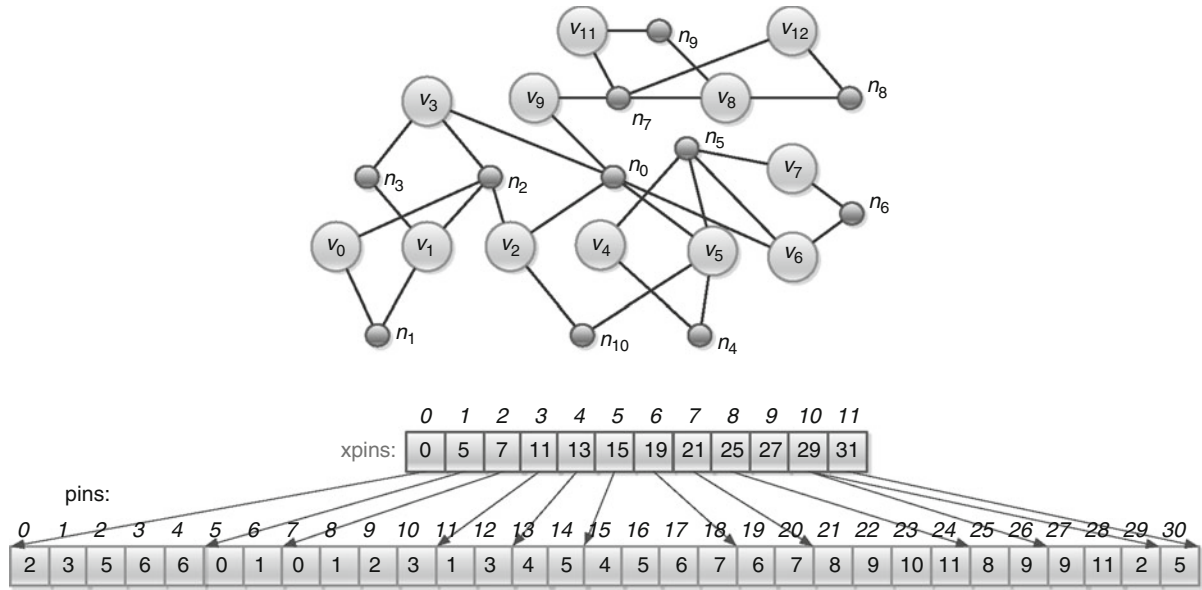 v11 n9 v12
v3 v9 n7 v8 n8
n5
n3 n2 n0 v7
n6
v0 v1 v2 v4 v5 v6
n1 n10 n4
0 1 2 3 4 5 6 7 8 9 10 11
xpins: 0 5 7 11 13 15 19 21 25 27 29 31
pins:
0 1 2 3 4 5 6 7 8 9 10 11 12 13 14 15 16 17 18 19 20 21 22 23 24 25 26 27 28 29 30
2 3 5 6 6 0 1 0 1 2 3 1 3 4 5 4 5 6 7 6 7 8 9 10 11 8 9 9 11 2 5